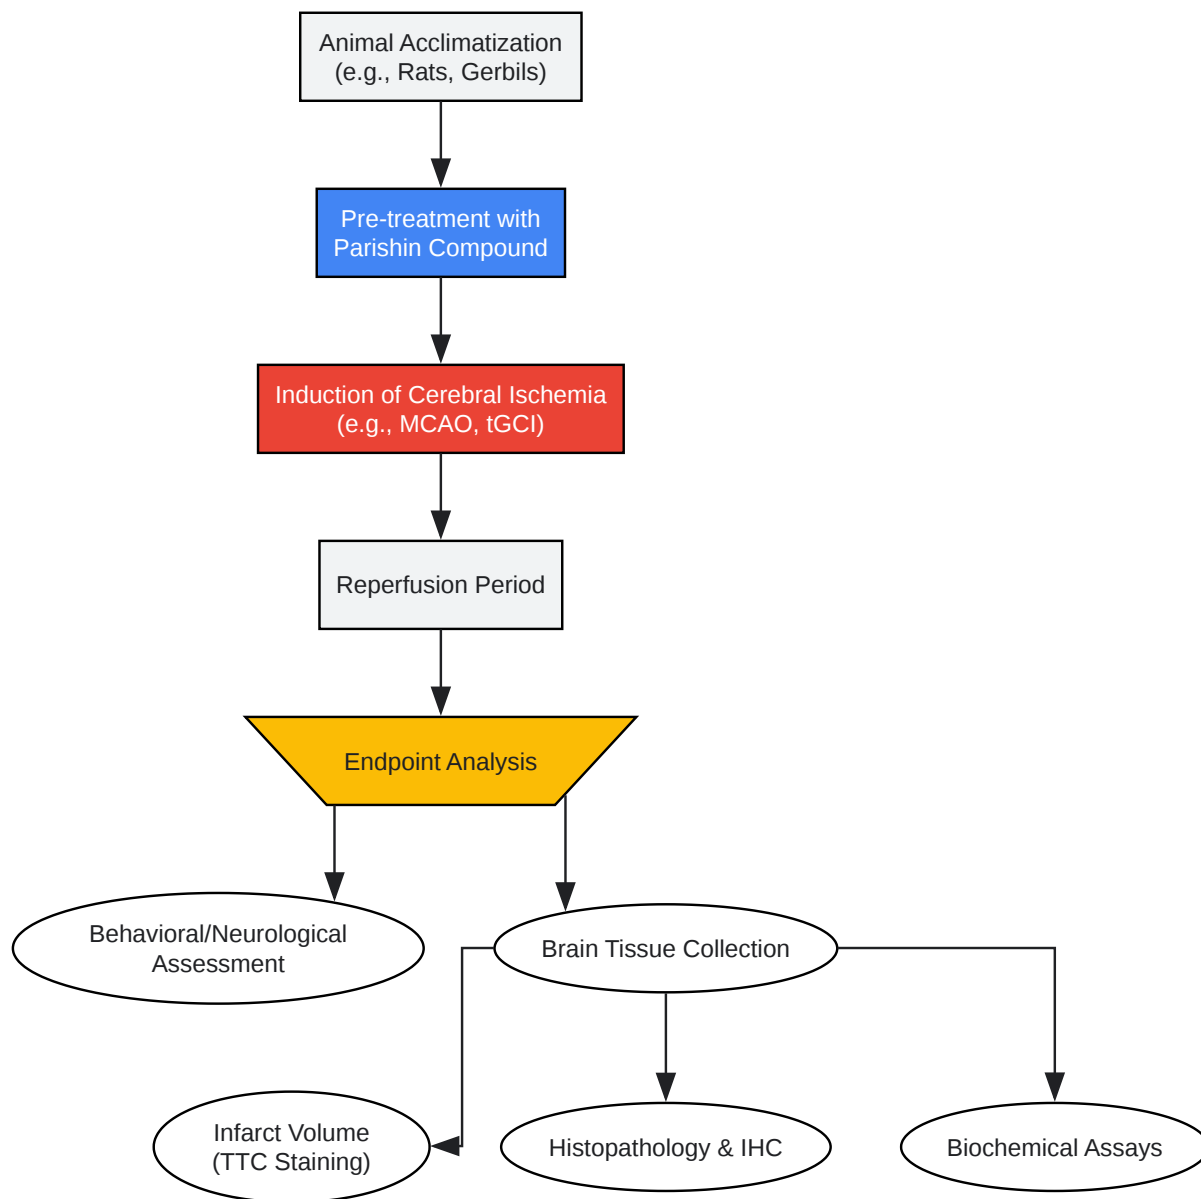 Animal Acclimatization
(e.g., Rats, Gerbils)
Pre-treatment with
Parishin Compound
Induction of Cerebral Ischemia
(e.g., MCAO, tGCI)
Reperfusion Period
Endpoint Analysis
Behavioral/Neurological
Assessment
Brain Tissue Collection
Infarct Volume
(TTC Staining)
Histopathology & IHC
Biochemical Assays